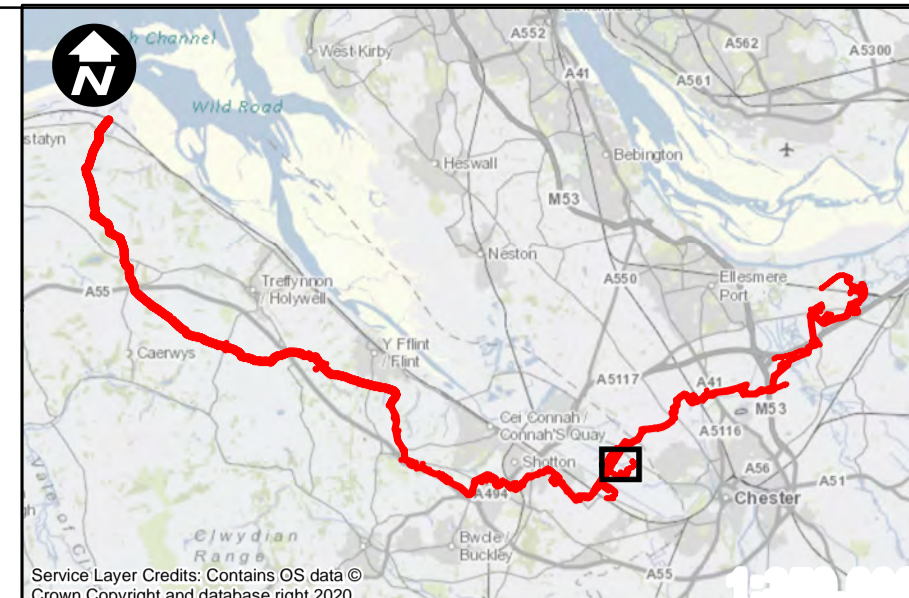 h Channel
A552
A562
A5300
N
West Kirby
A41
A561
Wild Road
statyn
Heswall
Bebington
M53
Neston
A550
Ellesmere
Port
Treffynnon
/ Holywell
A55
Y Fflint
/ Flint
Caerwys
A5117
A41
M53
Cei Connah /
Connah'S Quay
A5116
Shotton
A56
A51
A494
Chester
gh
Clwydian
Range
Bwcle /
Buckley
A55
Service Layer Credits: Contains OS data ©
Crown Copyright and database right 2020